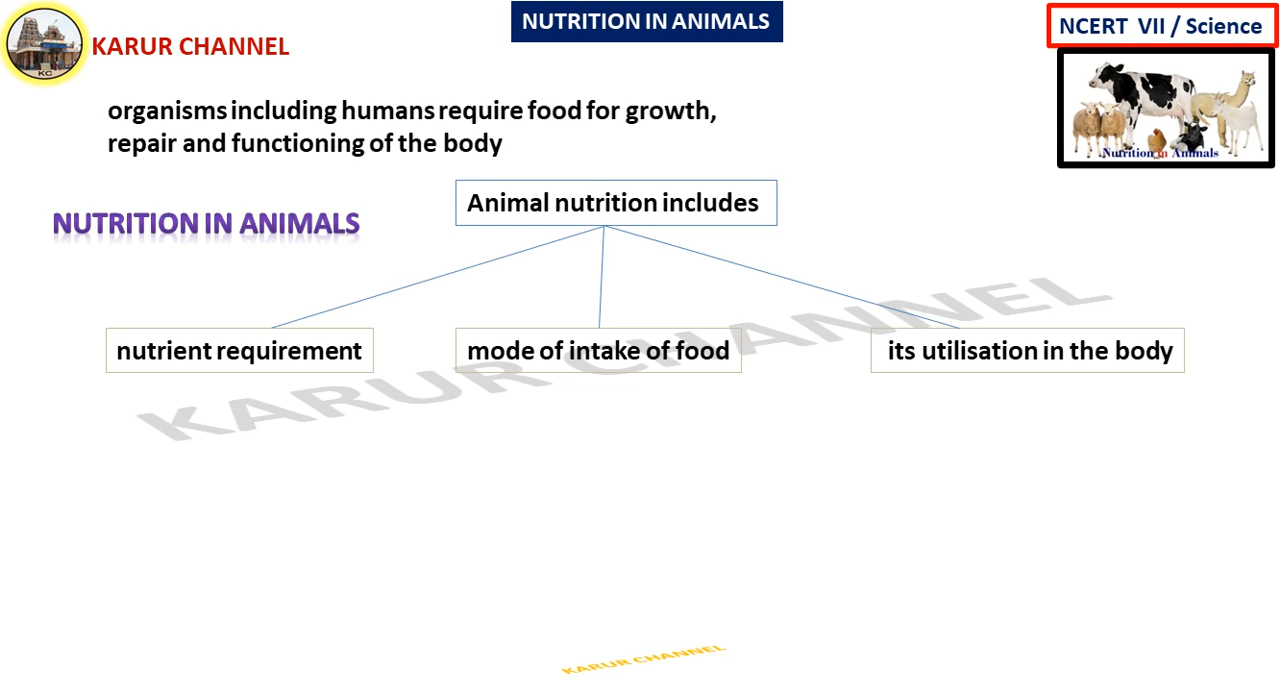 NUTRITION IN ANIMALS
NCERT VII / Science
KARUR CHANNEL
KC
organisms including humans require food for growth,
repair and functioning of the body
Nutrition in Animals
Animal nutrition includes
NUTRITION IN ANIMALS
nutrient requirement
mode of intake of food
its utilisation in the body
KARUR CHANNEL
KARUR CHANNEL